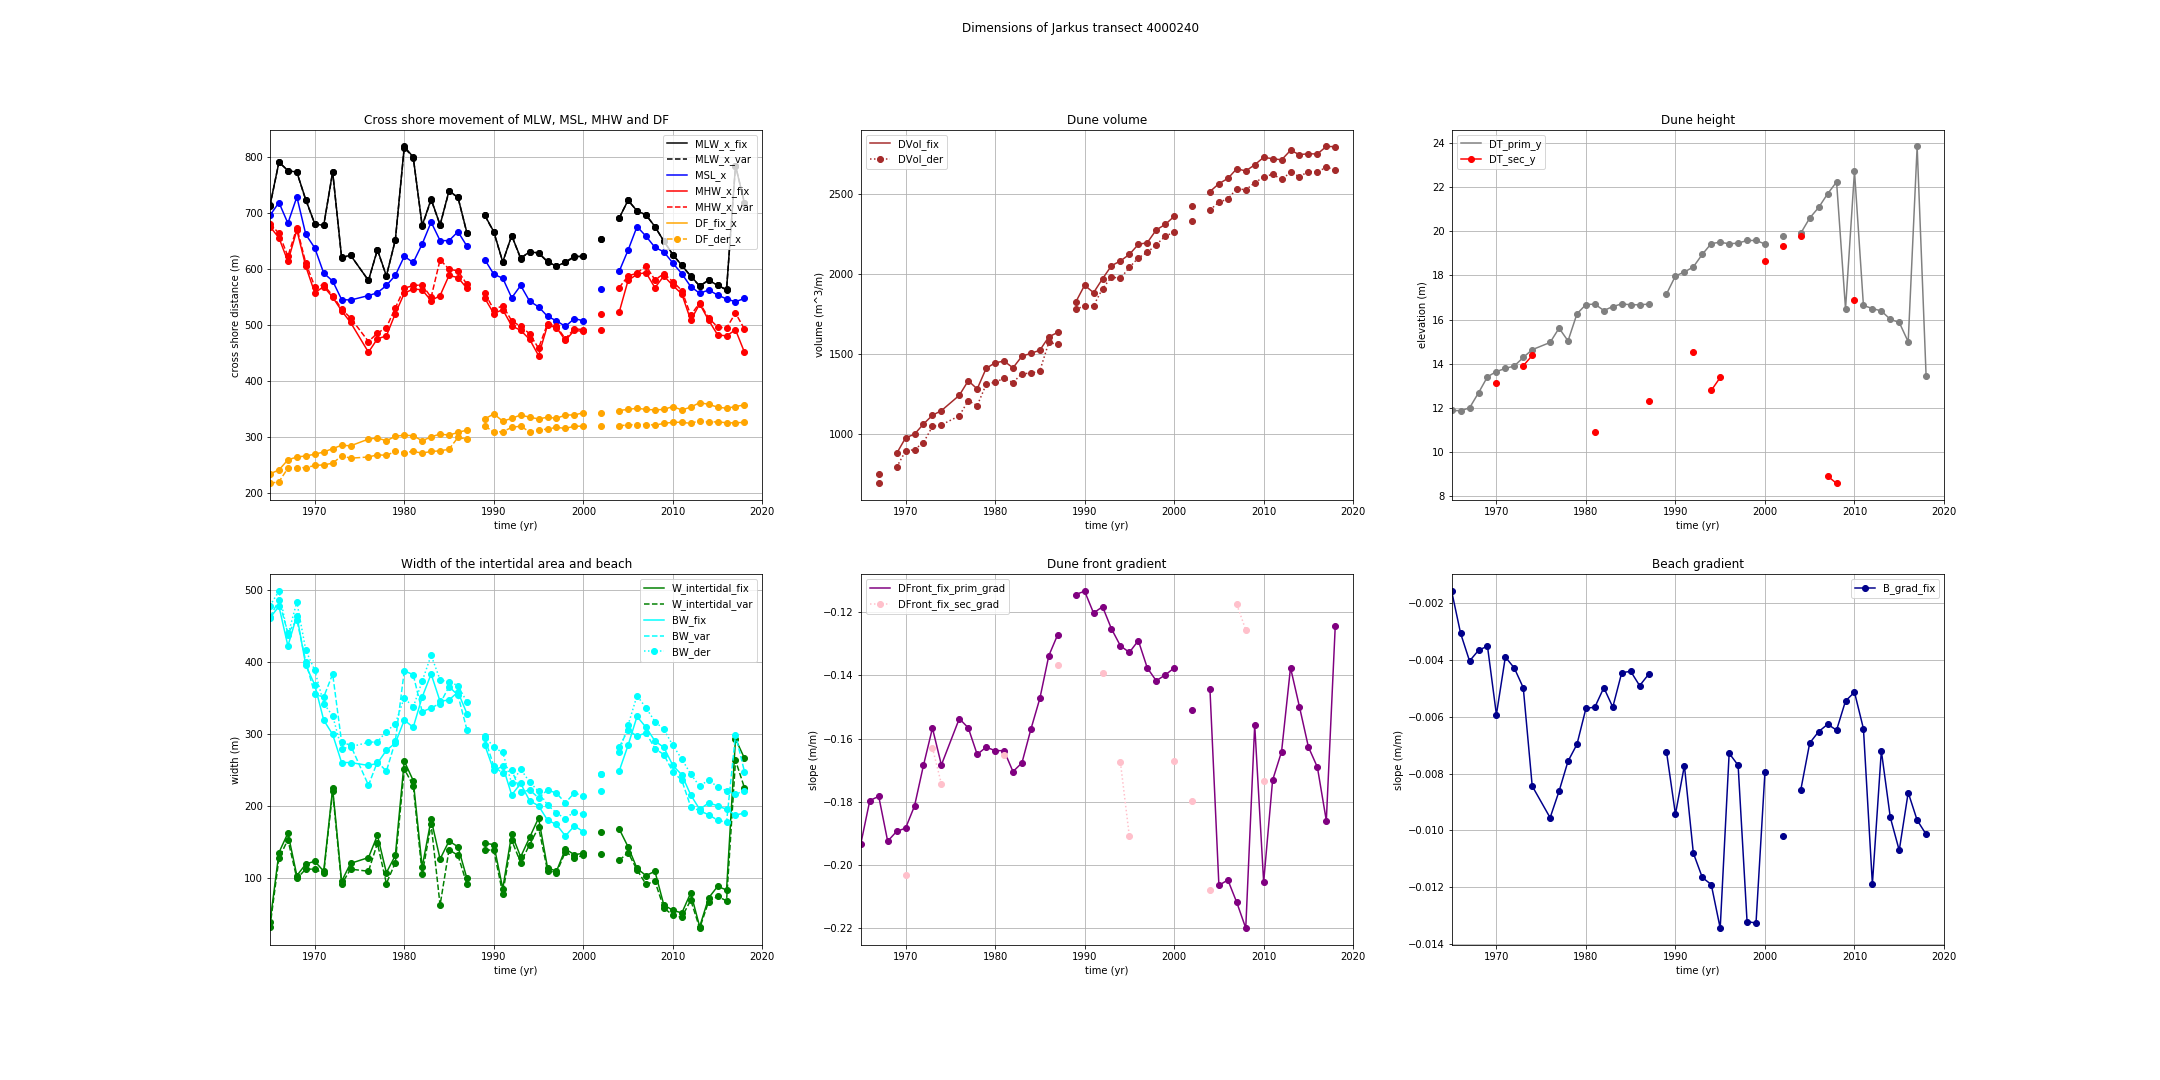 Dimensions of Jarkus transect 4000240
Cross shore movement of MLW, MSL, MHW and DF
cross shore distance (m)
800
700
600
500
400
300
200
MLW_x_fix
MLW_x_var
MSL_x
MHW_x_fix
MHW_x_var
DF_fix_x
DF_der_x
1970 1980 1990 2000 2010 2020
time (yr)
Dune volume
volume (m^3/m)
2500
2000
1500
1000
DVol_fix
DVol_der
1970 1980 1990 2000 2010 2020
time (yr)
Dune height
elevation (m)
24
22
20
18
16
14
12
10
8
DT_prim_y
DT_sec_y
1970 1980 1990 2000 2010 2020
time (yr)
Width of the intertidal area and beach
width (m)
500
400
300
200
100
W_intertidal_fix
W_intertidal_var
BW_fix
BW_var
BW_der
1970 1980 1990 2000 2010 2020
time (yr)
Dune front gradient
slope (m/m)
−0.12
−0.14
−0.16
−0.18
−0.20
−0.22
DFront_fix_prim_grad
DFront_fix_sec_grad
1970 1980 1990 2000 2010 2020
time (yr)
Beach gradient
slope (m/m)
−0.002
−0.004
−0.006
−0.008
−0.010
−0.012
−0.014
B_grad_fix
1970 1980 1990 2000 2010 2020
time (yr)